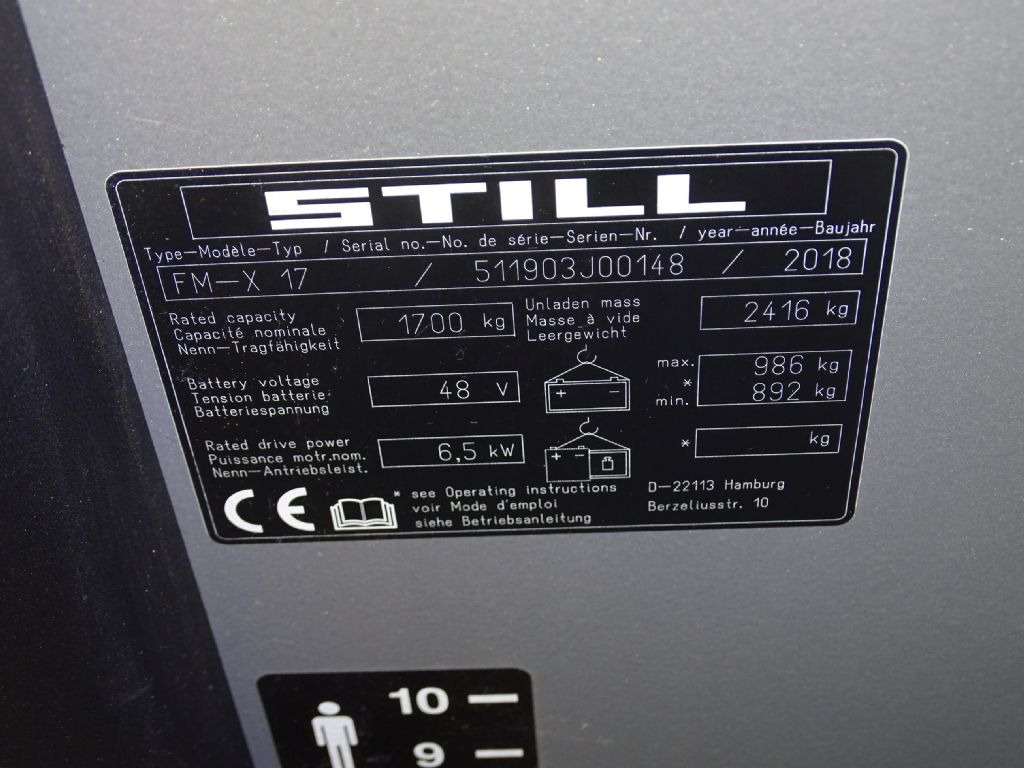 STILL
Type-Modèle-Typ / Serial no.-No. de série-Serien-Nr. / year-année-Baujahr
FM-X 17 / 511903J00148 / 2018
Rated capacity
Capacité nominale
Nenn-Tragfähigkeit
1700 kg
Unladen mass
Masse à vide
Leergewicht
2416 kg
Battery voltage
Tension batterie
Batteriespannung
48 V
+ -
max.
*
min.
986 kg
892 kg
Rated drive power
Puissance motr.nom.
Nenn-Antriebsleist.
6,5 kW
+ -
* kg
CE
* see Operating instructions
voir Mode d'emploi
siehe Betriebsanleitung
D-22113 Hamburg
Berzeliusstr. 10
10
9